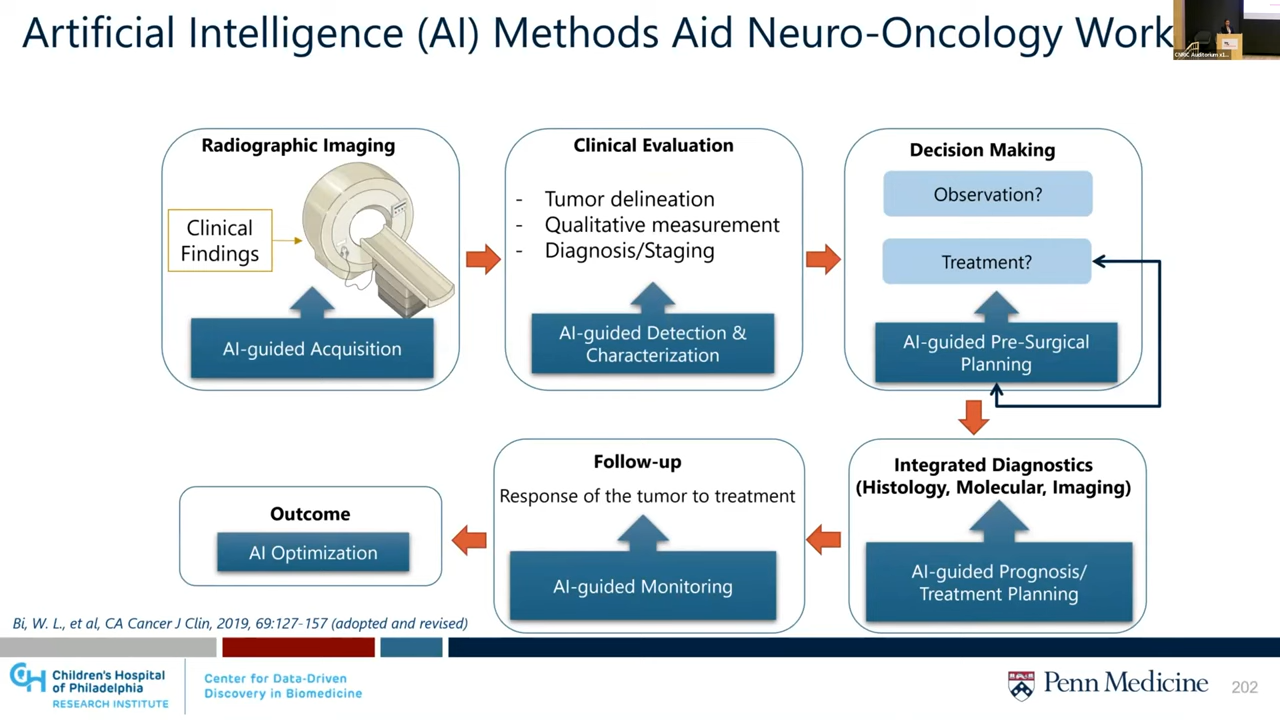 Artificial Intelligence (AI) Methods Aid Neuro-Oncology Work
CNRC Auditorium x1...
Radiographic Imaging
Clinical
Findings
AI-guided Acquisition
Clinical Evaluation
- Tumor delineation
- Qualitative measurement
- Diagnosis/Staging
AI-guided Detection &
Characterization
Decision Making
Observation?
Treatment?
AI-guided Pre-Surgical
Planning
Integrated Diagnostics
(Histology, Molecular, Imaging)
AI-guided Prognosis/
Treatment Planning
Follow-up
Response of the tumor to treatment
AI-guided Monitoring
Outcome
AI Optimization
Bi, W. L., et al, CA Cancer J Clin, 2019, 69:127-157 (adopted and revised)
Children's Hospital
of Philadelphia
RESEARCH INSTITUTE
Center for Data-Driven
Discovery in Biomedicine
Penn Medicine
202